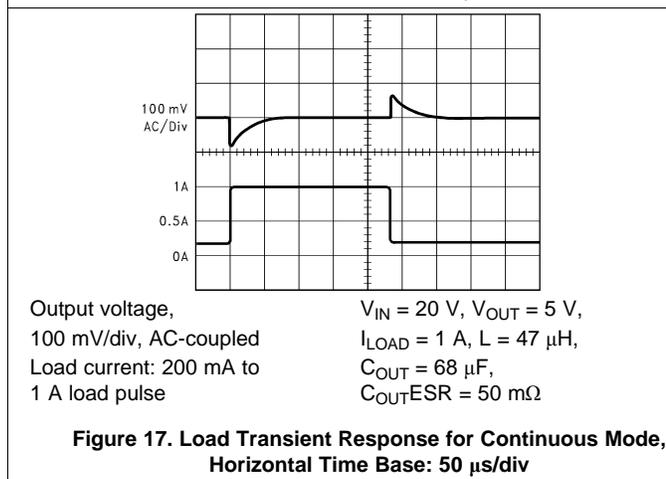 100 mV
AC/Div
1A
0.5A
0A
Output voltage,
100 mV/div, AC-coupled
Load current: 200 mA to
1 A load pulse
V_IN = 20 V, V_OUT = 5 V,
I_LOAD = 1 A, L = 47 μH,
C_OUT = 68 μF,
C_OUTESR = 50 mΩ
Figure 17. Load Transient Response for Continuous Mode,
Horizontal Time Base: 50 μs/div